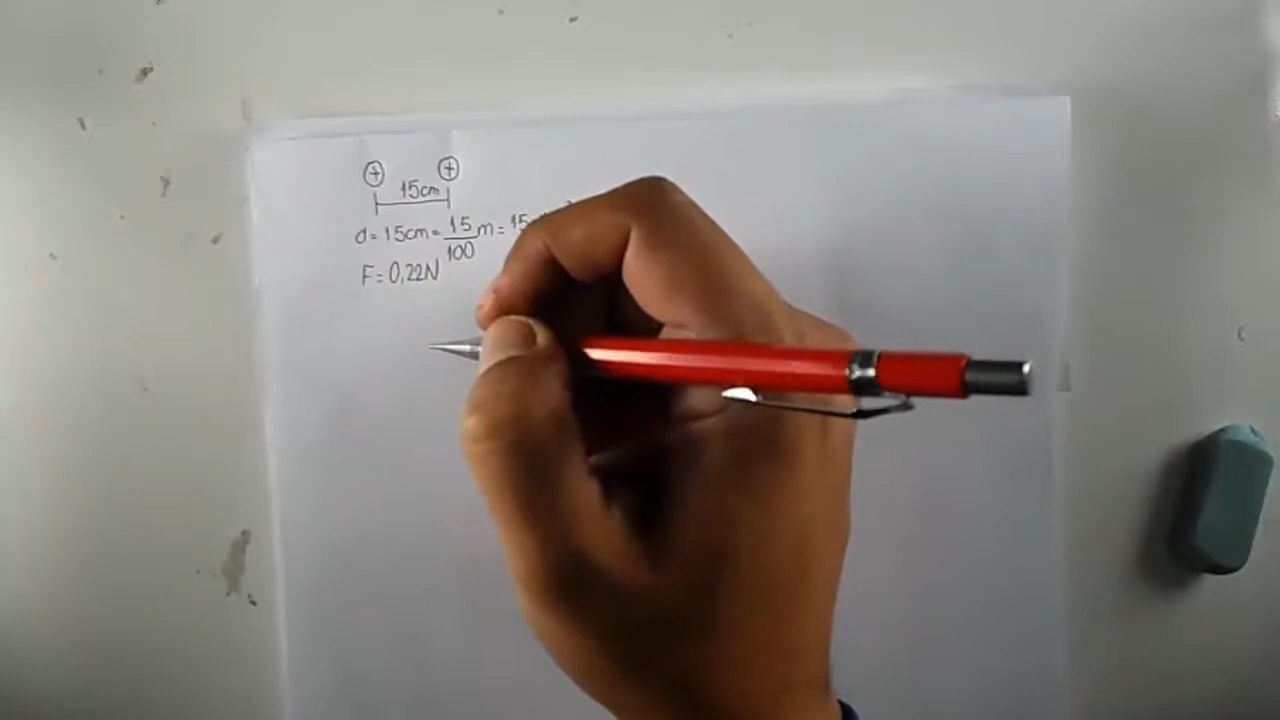 + +
15cm
d = 15cm = 15/100 m = 15
F = 0,22N